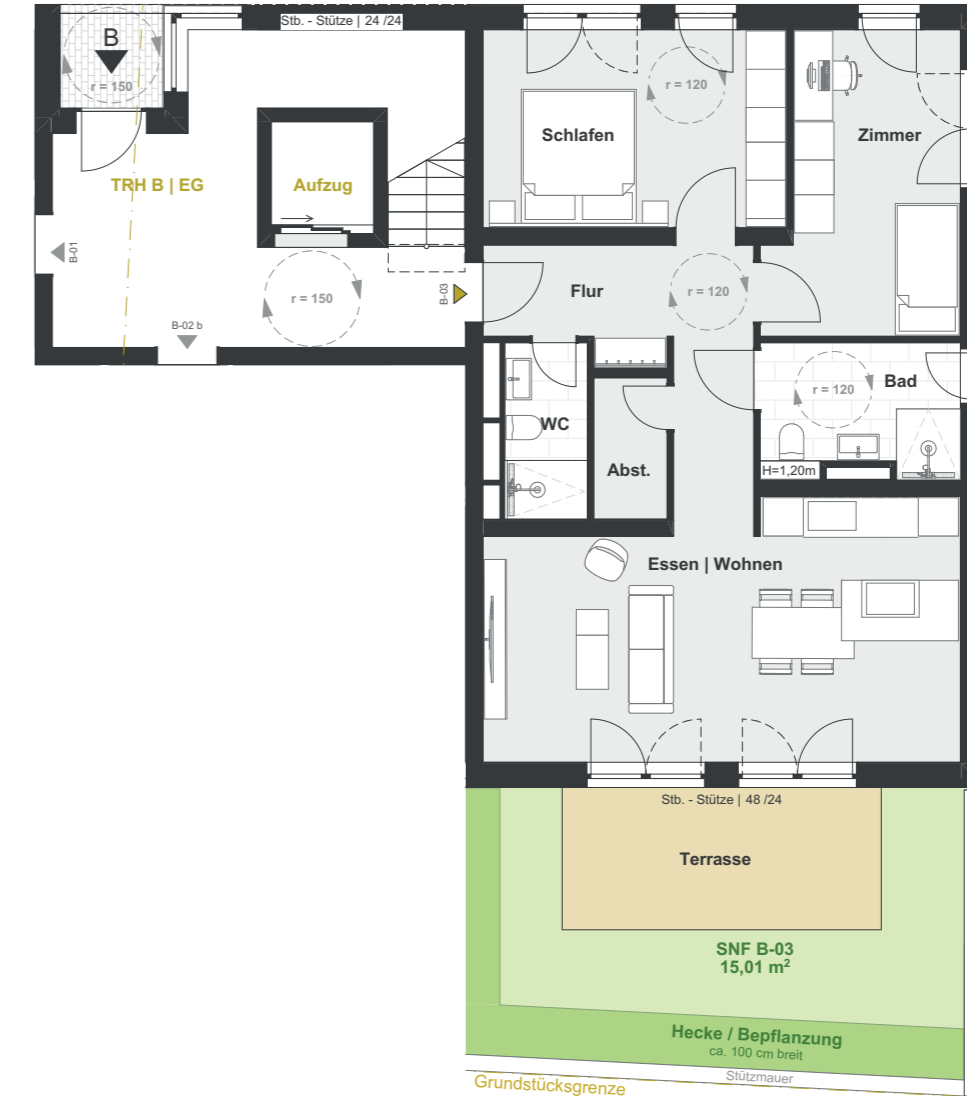 Stb. - Stütze | 24 /24
B
r = 150
r = 120
Schlafen
Zimmer
TRH B | EG
Aufzug
B-01
B-03
r = 150
Flur
r = 120
B-02 b
Bad
r = 120
WC
Abst.
H=1,20m
Essen | Wohnen
Stb. - Stütze | 48 /24
Terrasse
SNF B-03
15,01 m²
Hecke / Bepflanzung
ca. 100 cm breit
Stützmauer
Grundstücksgrenze